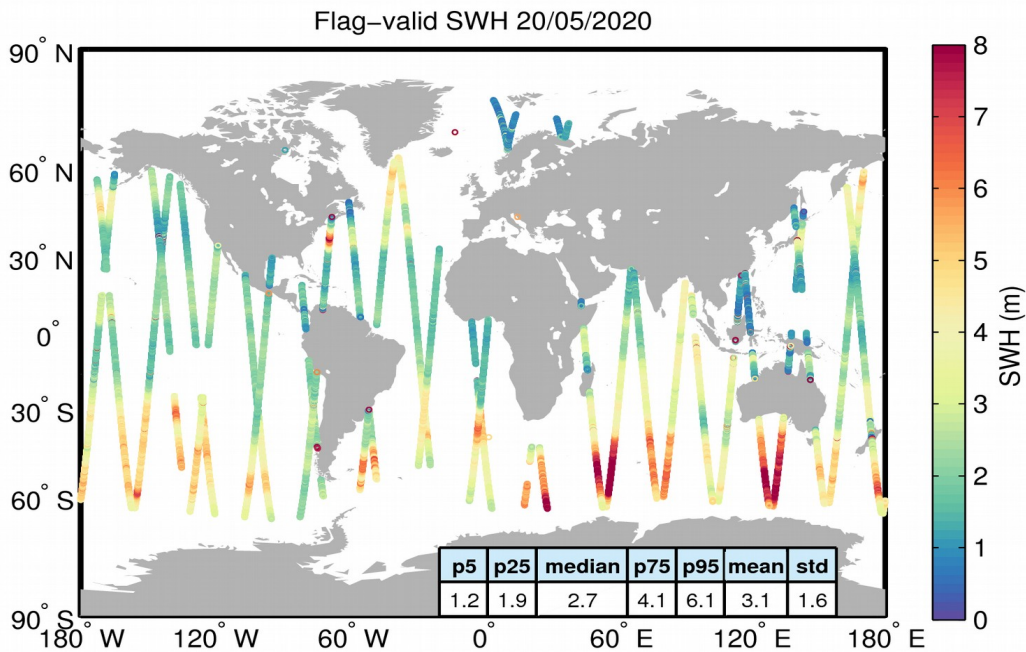 Flag−valid SWH 20/05/2020
90° N
60° N
30° N
0°
30° S
60° S
90° S
180° W
120° W
60° W
0°
60° E
120° E
180° E
8
7
6
5
4
3
2
1
0
SWH (m)
p5 p25 median p75 p95 mean std
1.2 1.9 2.7 4.1 6.1 3.1 1.6